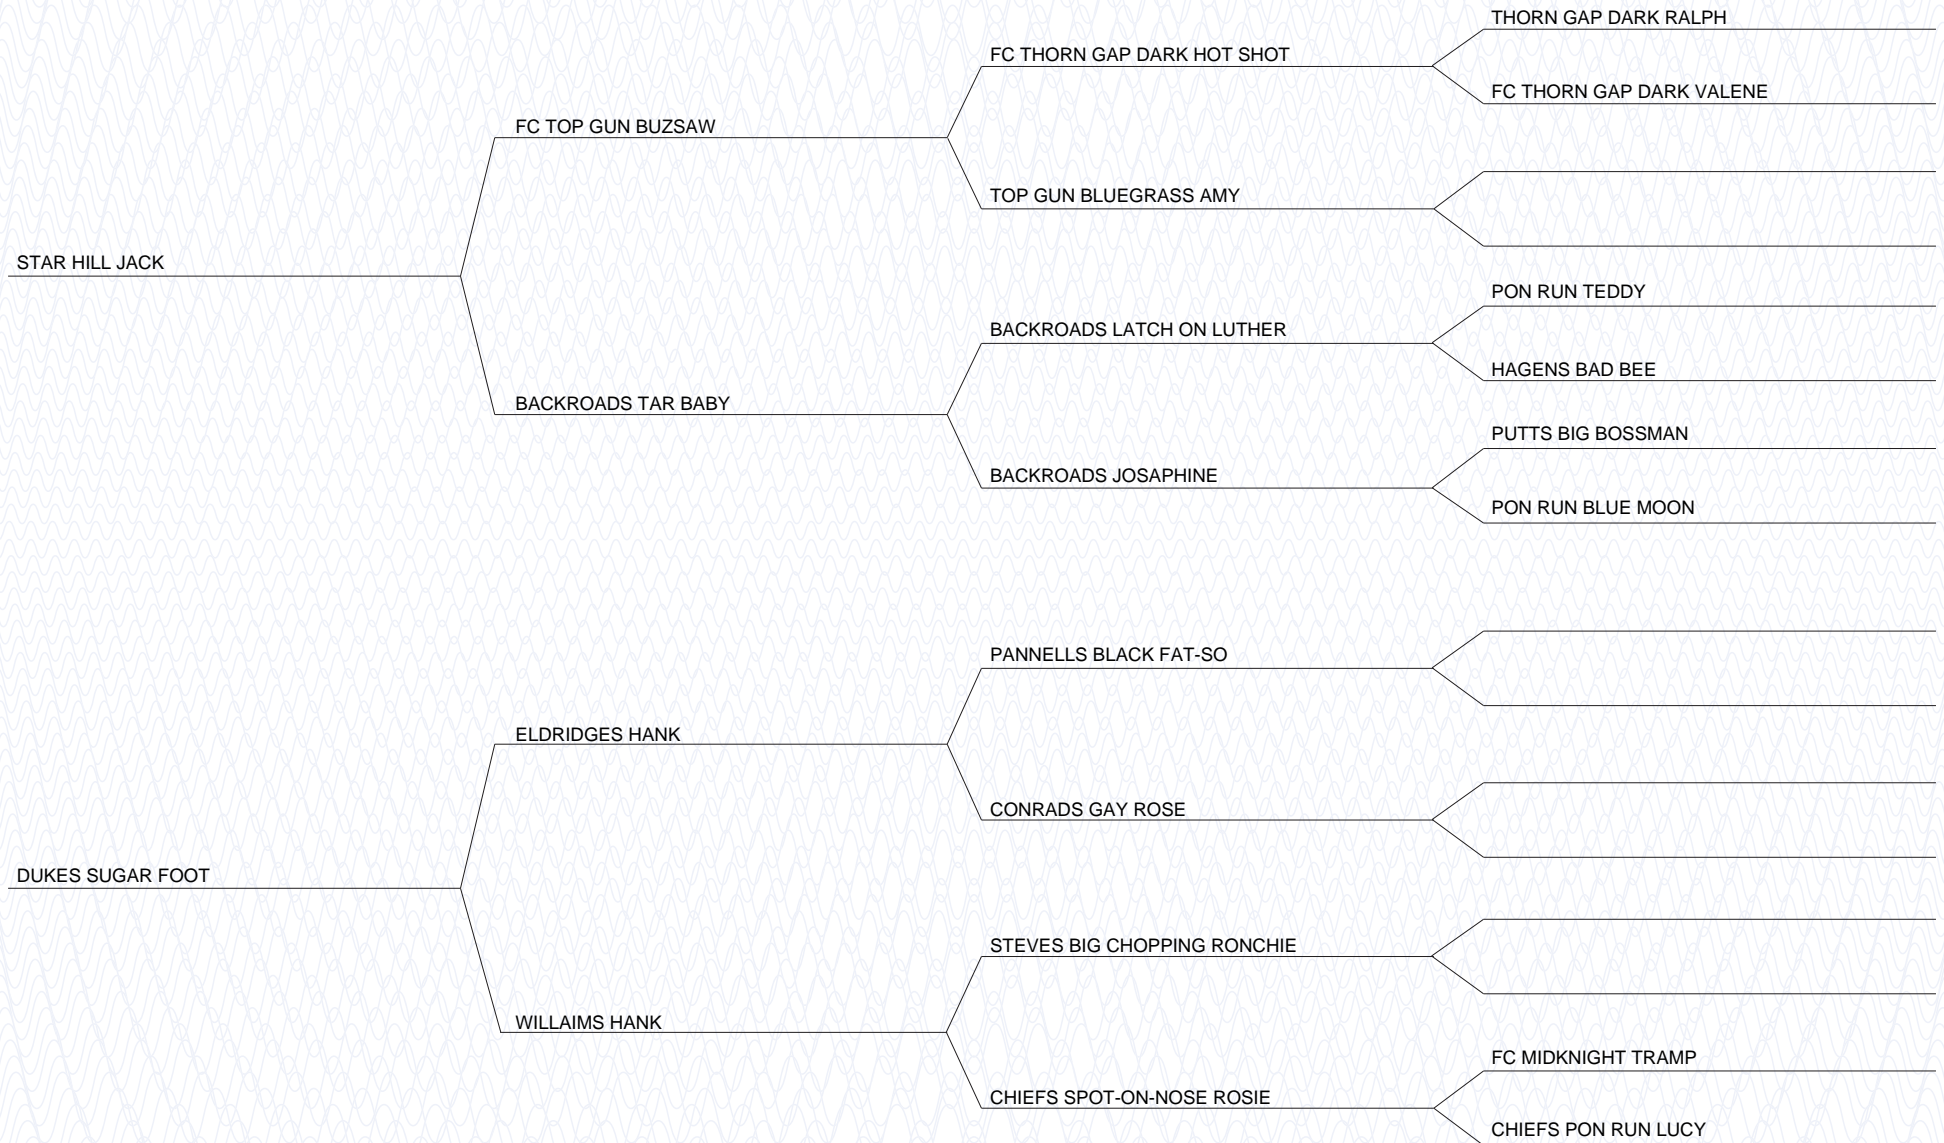 THORN GAP DARK RALPH
FC THORN GAP DARK HOT SHOT
FC THORN GAP DARK VALENE
FC TOP GUN BUZSAW
TOP GUN BLUEGRASS AMY
STAR HILL JACK
PON RUN TEDDY
BACKROADS LATCH ON LUTHER
HAGENS BAD BEE
BACKROADS TAR BABY
PUTTS BIG BOSSMAN
BACKROADS JOSAPHINE
PON RUN BLUE MOON
PANNELLS BLACK FAT-SO
ELDRIDGES HANK
CONRADS GAY ROSE
DUKES SUGAR FOOT
STEVES BIG CHOPPING RONCHIE
WILLAIMS HANK
FC MIDKNIGHT TRAMP
CHIEFS SPOT-ON-NOSE ROSIE
CHIEFS PON RUN LUCY